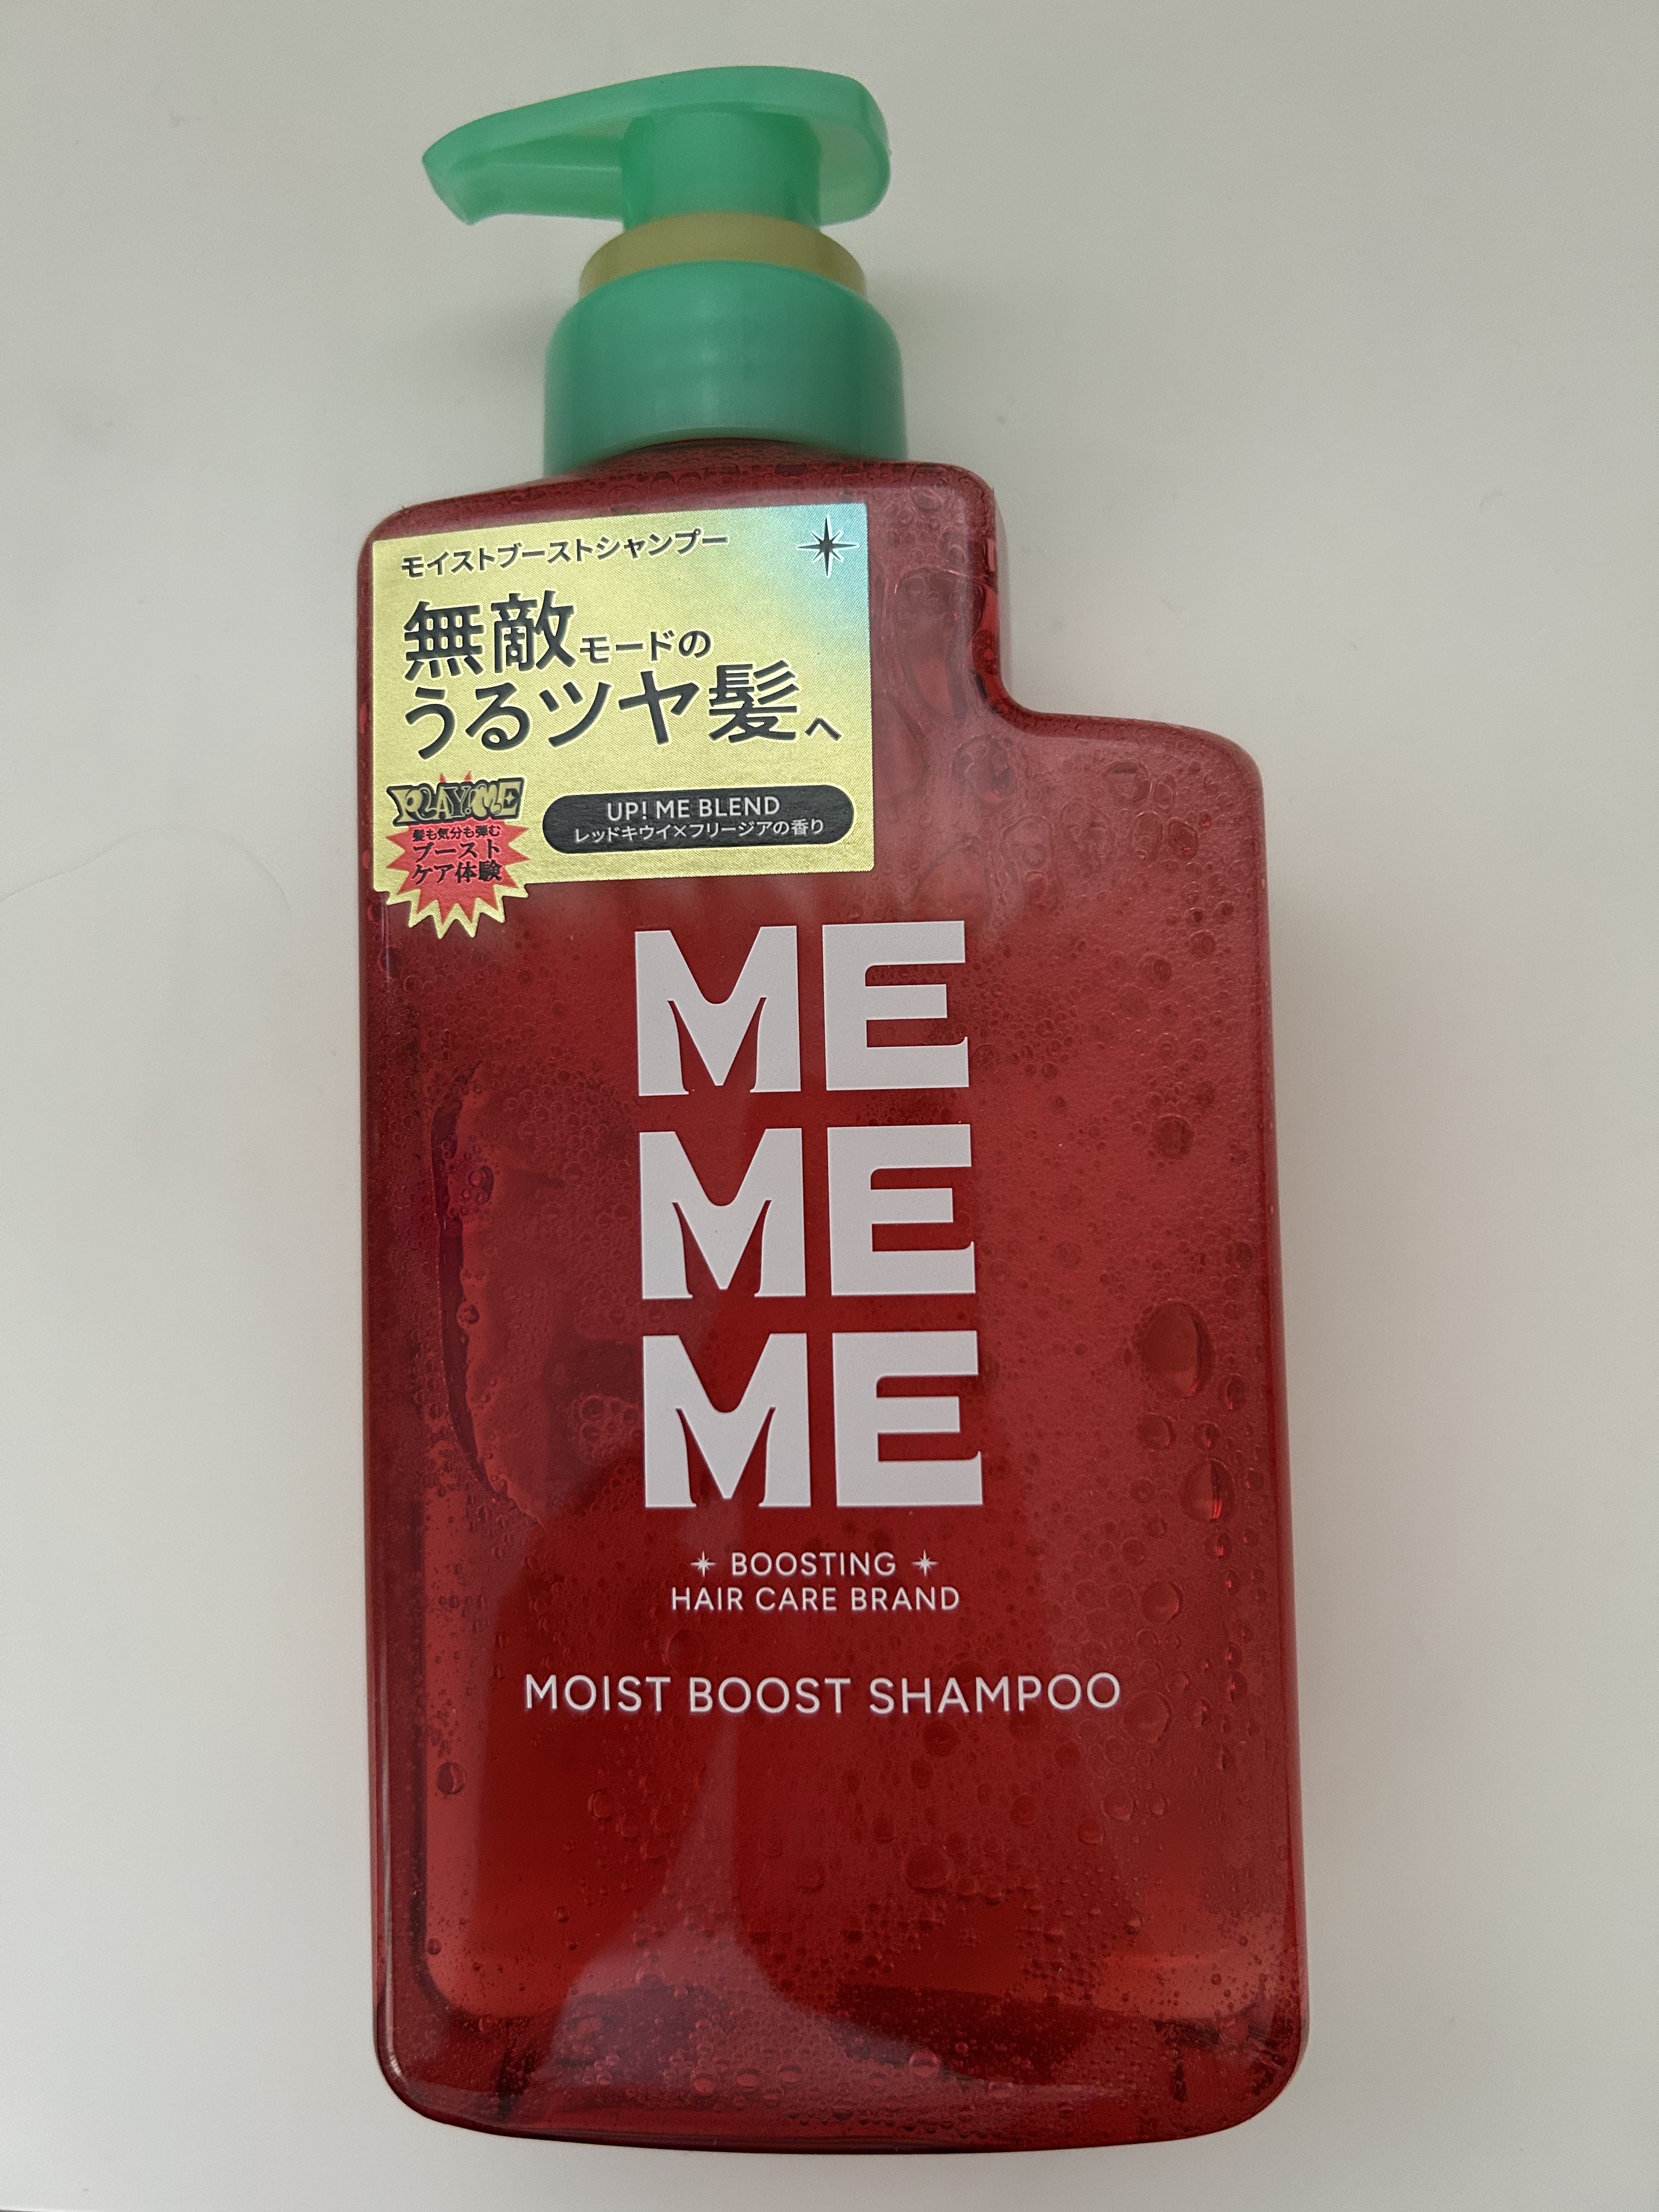 モイストブーストシャンプー
無敵モードの
うるツヤ髪へ
PLAY!ME
髪も気分も弾む
ブースト
ケア体験
UP! ME BLEND
レッドキウイ×フリージアの香り
ME
ME
ME
BOOSTING
HAIR CARE BRAND
MOIST BOOST SHAMPOO